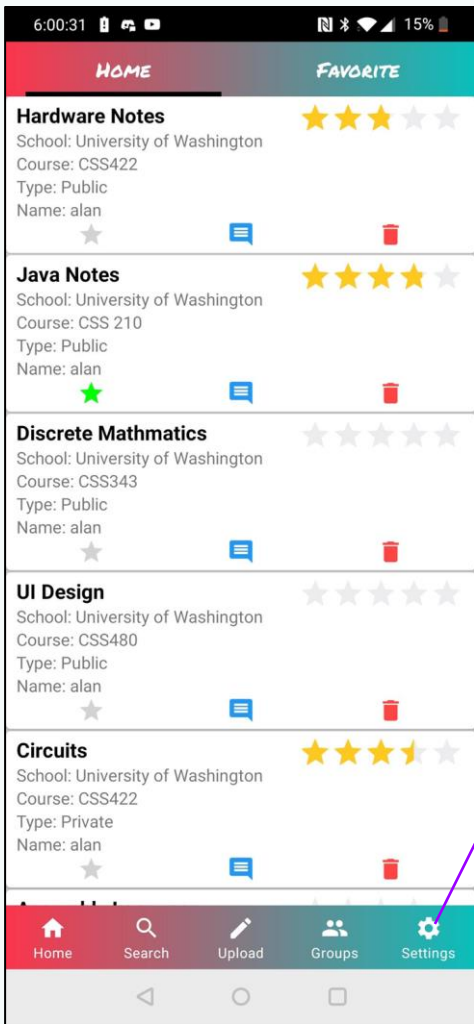 6:00:31 15%
HOME FAVORITE
Hardware Notes
School: University of Washington
Course: CSS422
Type: Public
Name: alan
Java Notes
School: University of Washington
Course: CSS 210
Type: Public
Name: alan
Discrete Mathmatics
School: University of Washington
Course: CSS343
Type: Public
Name: alan
UI Design
School: University of Washington
Course: CSS480
Type: Public
Name: alan
Circuits
School: University of Washington
Course: CSS422
Type: Private
Name: alan
Home Search Upload Groups Settings